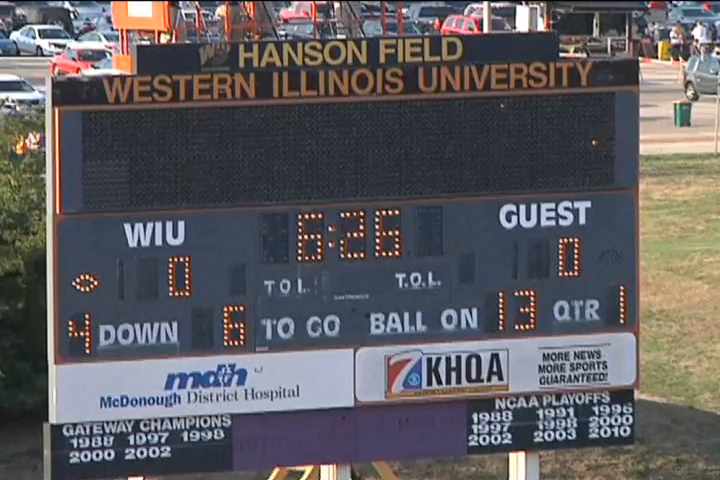 HANSON FIELD
WESTERN ILLINOIS UNIVERSITY
WIU 6:26 GUEST
0 T.O.L. T.O.L. 0
4 DOWN 6 TO GO BALL ON 13 QTR 1
mdh
McDonough District Hospital
7 KHQA
MORE NEWS
MORE SPORTS
GUARANTEED!
GATEWAY CHAMPIONS
1988 1997 1998
2000 2002
NCAA PLAYOFFS
1988 1991 1996
1997 1998 2000
2002 2003 2010